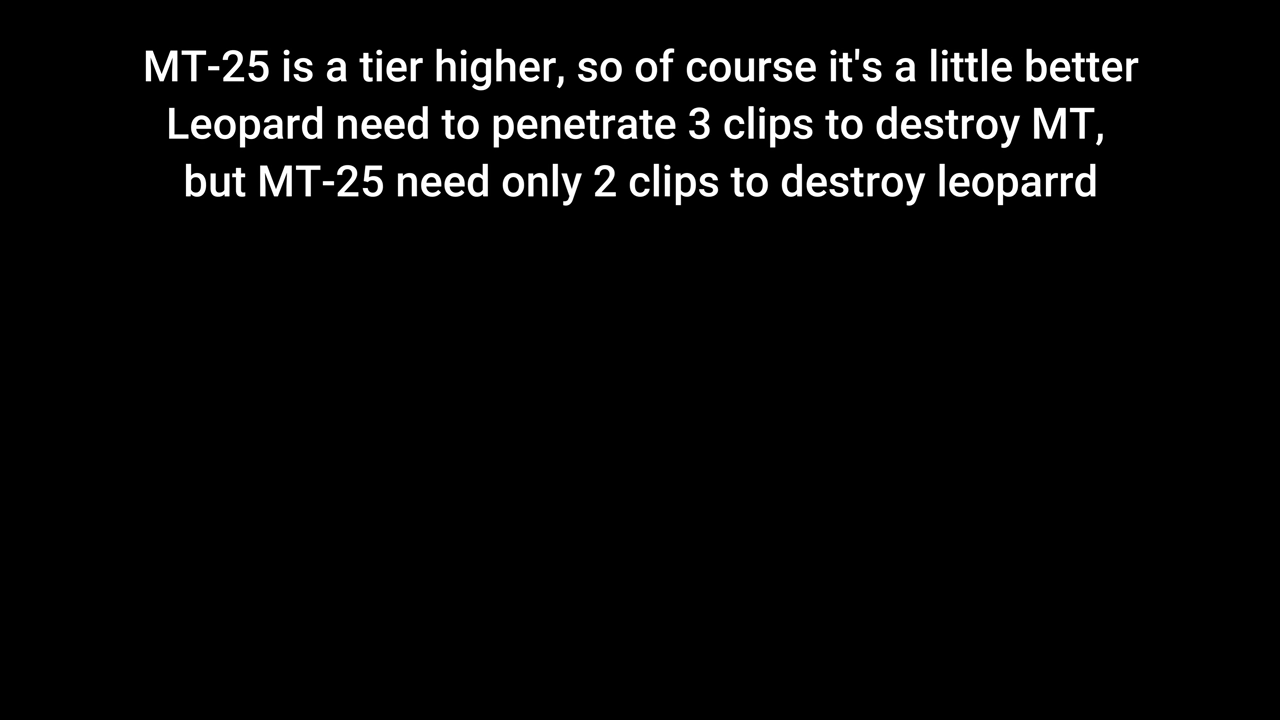 MT-25 is a tier higher, so of course it's a little better
Leopard need to penetrate 3 clips to destroy MT,
but MT-25 need only 2 clips to destroy leoparrd